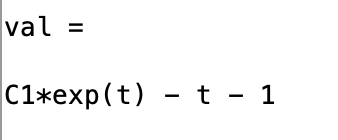 val =
C1*exp(t) - t - 1